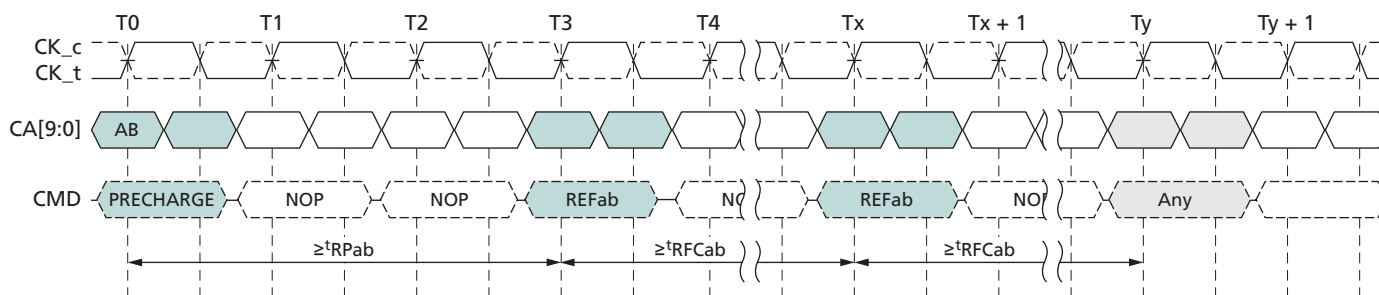 T0 T1 T2 T3 T4 Tx Tx + 1 Ty Ty + 1
CK_c
CK_t
CA[9:0] AB
CMD PRECHARGE NOP NOP REFab REFab Any
≥tRPab ≥tRFCab ≥tRFCab